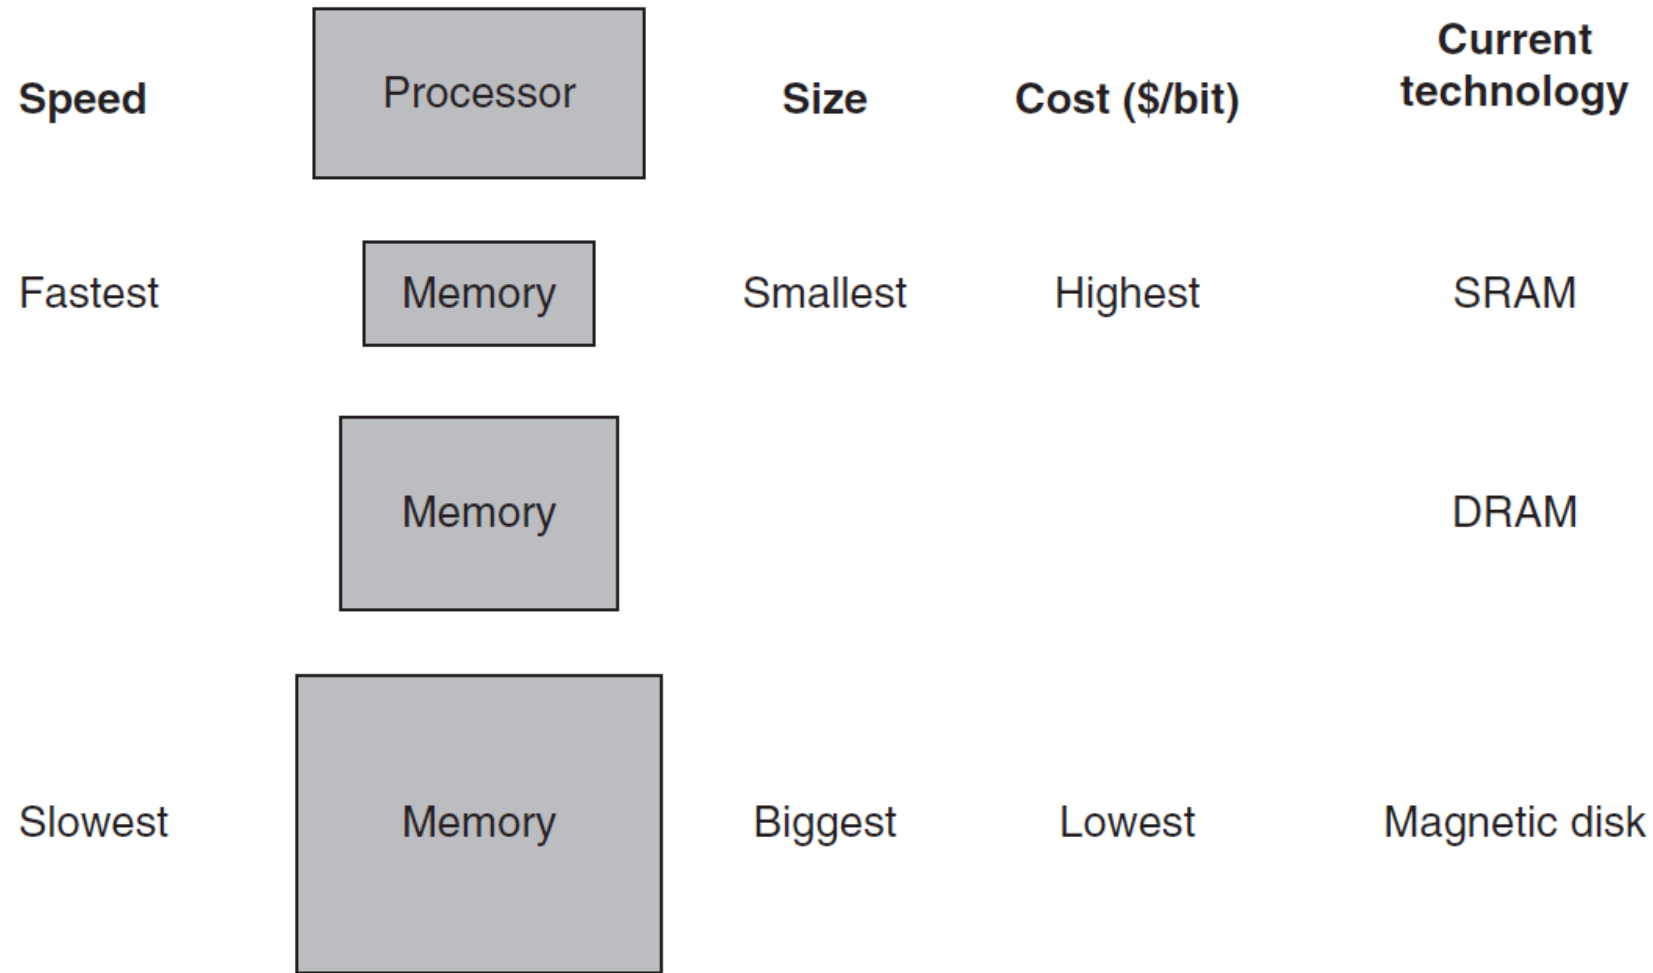 Speed
Processor
Size
Cost ($/bit)
Current
technology
Fastest
Memory
Smallest
Highest
SRAM
Memory
DRAM
Slowest
Memory
Biggest
Lowest
Magnetic disk